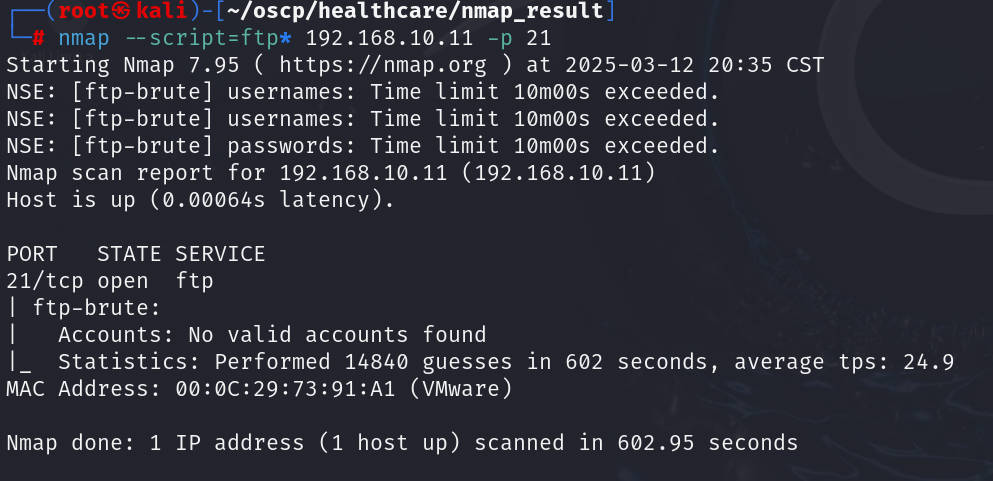 ┌──(root㉿kali)-[~/oscp/healthcare/nmap_result]
└─# nmap --script=ftp* 192.168.10.11 -p 21
Starting Nmap 7.95 ( https://nmap.org ) at 2025-03-12 20:35 CST
NSE: [ftp-brute] usernames: Time limit 10m00s exceeded.
NSE: [ftp-brute] usernames: Time limit 10m00s exceeded.
NSE: [ftp-brute] passwords: Time limit 10m00s exceeded.
Nmap scan report for 192.168.10.11 (192.168.10.11)
Host is up (0.00064s latency).

PORT   STATE SERVICE
21/tcp open  ftp
| ftp-brute:
|   Accounts: No valid accounts found
|_  Statistics: Performed 14840 guesses in 602 seconds, average tps: 24.9
MAC Address: 00:0C:29:73:91:A1 (VMware)

Nmap done: 1 IP address (1 host up) scanned in 602.95 seconds